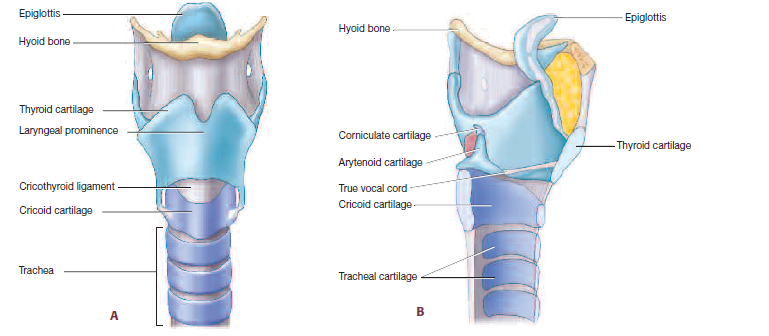 Epiglottis
Hyoid bone
Thyroid cartilage
Laryngeal prominence
Cricothyroid ligament
Cricoid cartilage
Trachea
A
Hyoid bone
Epiglottis
Corniculate cartilage
Thyroid cartilage
Arytenoid cartilage
True vocal cord
Cricoid cartilage
Tracheal cartilage
B